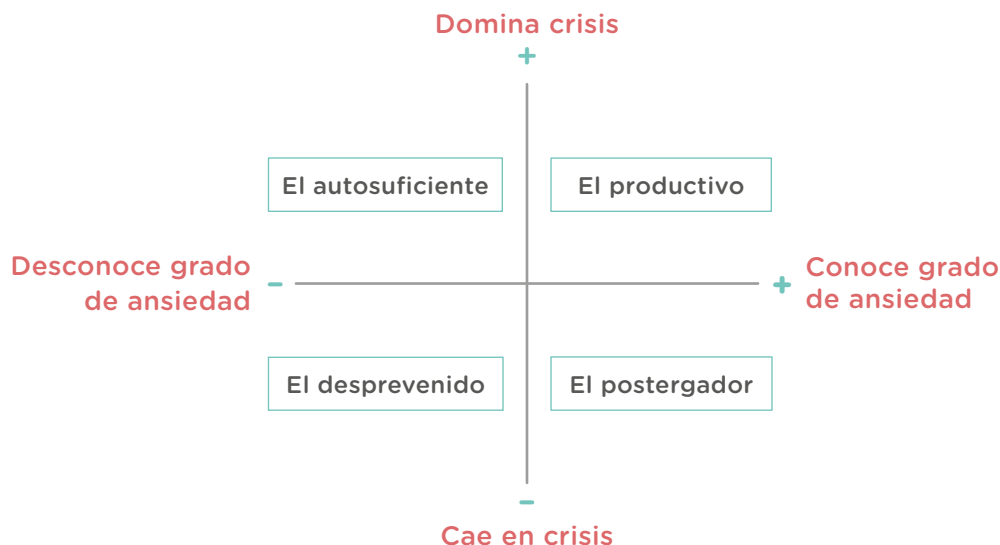 Domina crisis
+
El autosuficiente
El productivo
Desconoce grado
de ansiedad
–
+
Conoce grado
de ansiedad
El desprevenido
El postergador
–
Cae en crisis